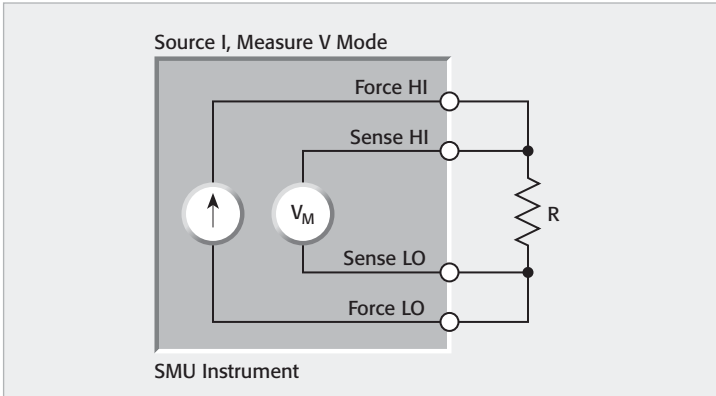 Source I, Measure V Mode
Force HI
Sense HI
VM
R
Sense LO
Force LO
SMU Instrument